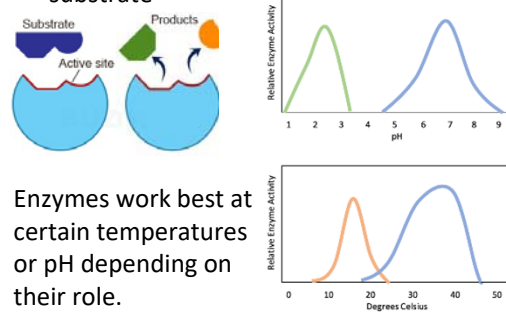 substrate
Substrate
Products
Active site
Relative Enzyme Activity
1 2 3 4 5 6 7 8 9
pH
Enzymes work best at
certain temperatures
or pH depending on
their role.
Relative Enzyme Activity
0 10 20 30 40 50
Degrees Celsius